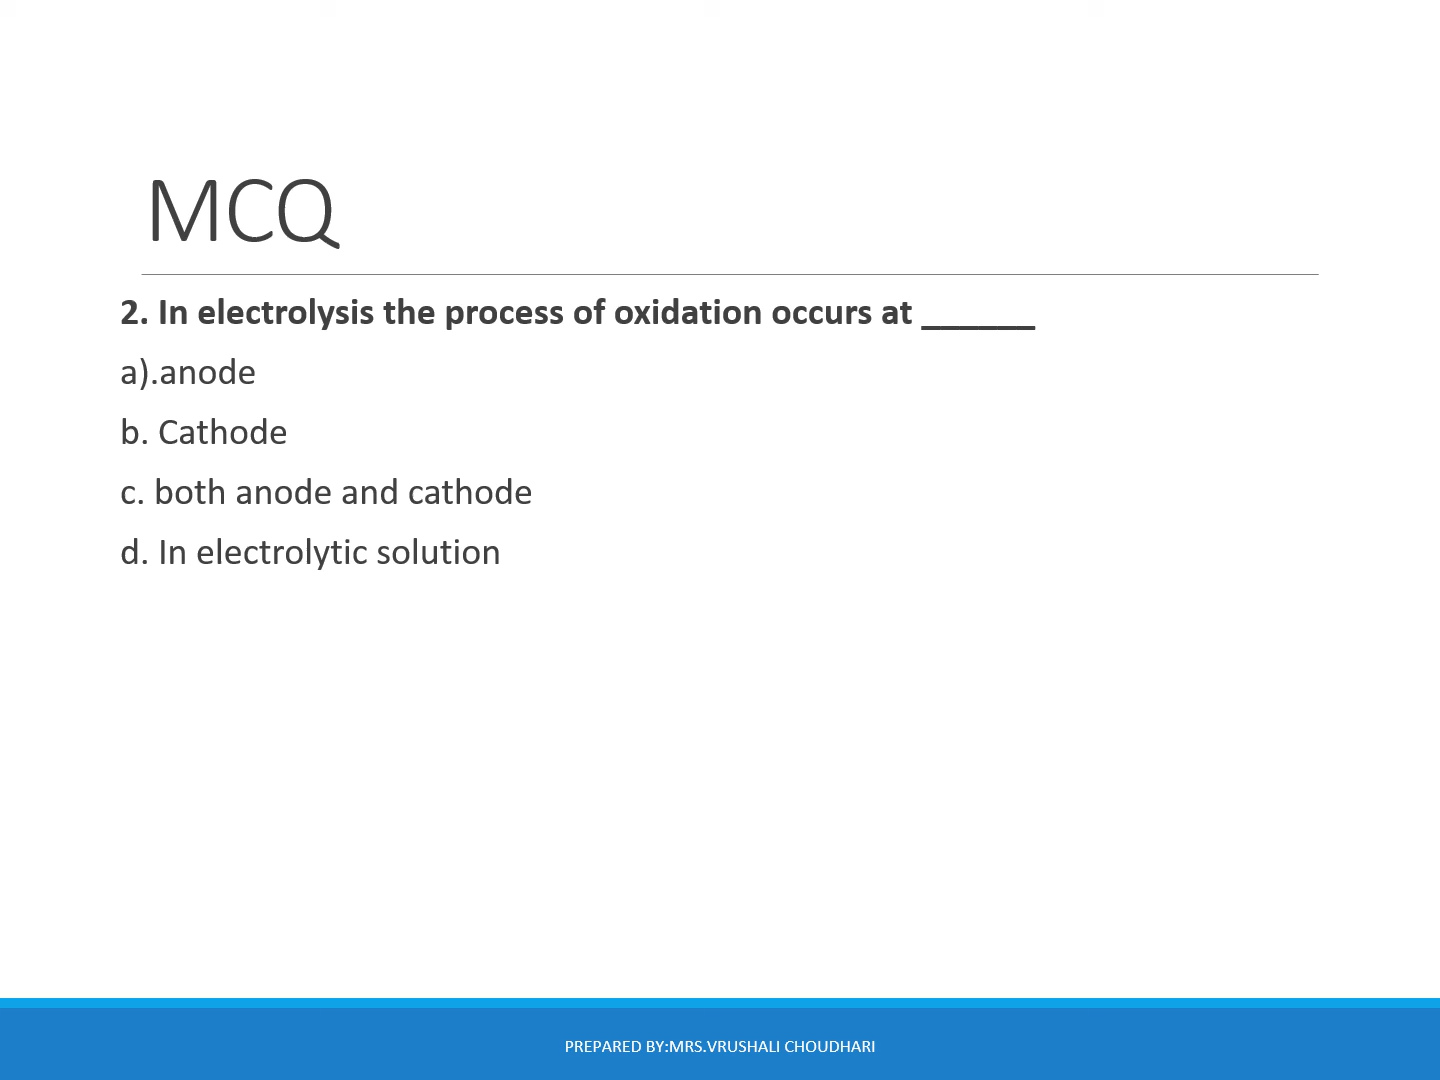 MCQ
2. In electrolysis the process of oxidation occurs at ______
a).anode
b. Cathode
c. both anode and cathode
d. In electrolytic solution
PREPARED BY:MRS.VRUSHALI CHOUDHARI